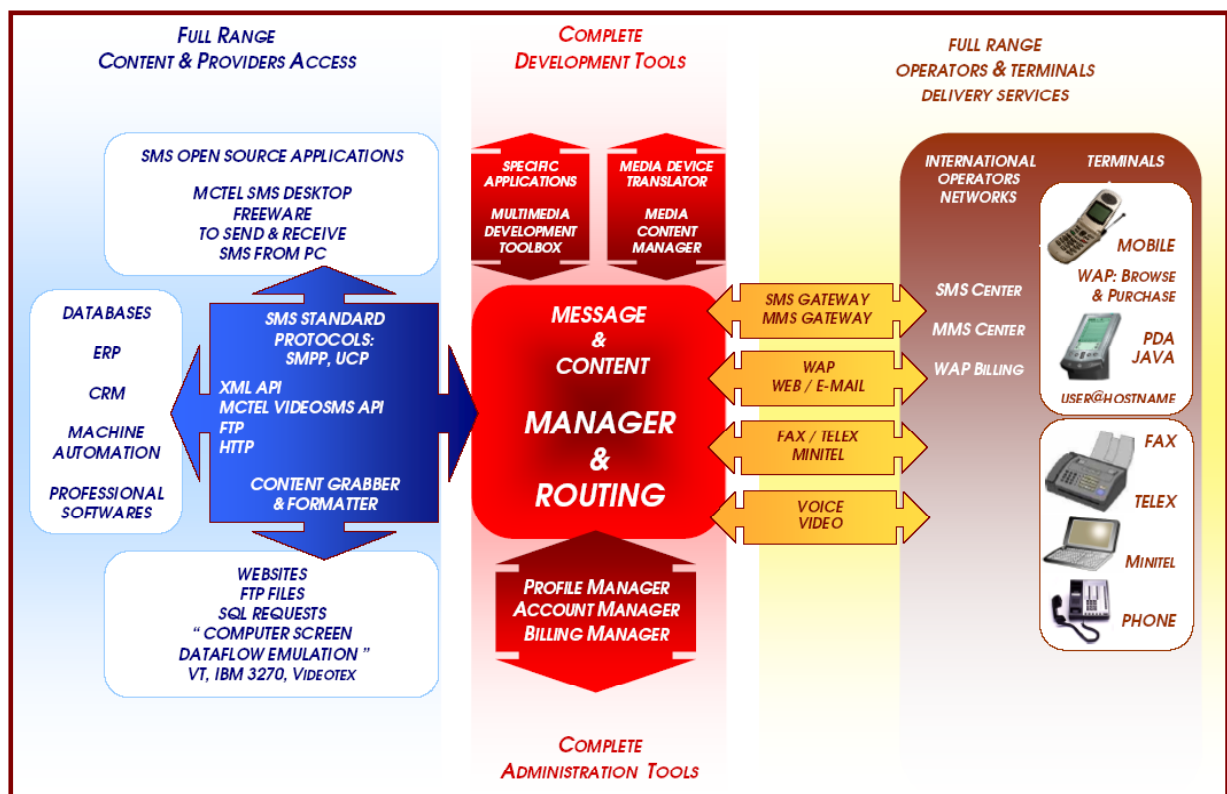 FULL RANGE
CONTENT & PROVIDERS ACCESS
SMS OPEN SOURCE APPLICATIONS
MCTEL SMS DESKTOP
FREEWARE
TO SEND & RECEIVE
SMS FROM PC
DATABASES
ERP
CRM
MACHINE
AUTOMATION
PROFESSIONAL
SOFTWARES
SMS STANDARD
PROTOCOLS:
SMPP, UCP
XML API
MCTEL VIDEOSMS API
FTP
HTTP
CONTENT GRABBER
& FORMATTER
WEBSITES
FTP FILES
SQL REQUESTS
“ COMPUTER SCREEN
DATAFLOW EMULATION ”
VT, IBM 3270, VIDEOTEX
COMPLETE
DEVELOPMENT TOOLS
SPECIFIC
APPLICATIONS
MULTIMEDIA
DEVELOPMENT
TOOLBOX
MEDIA DEVICE
TRANSLATOR
MEDIA
CONTENT
MANAGER
MESSAGE
&
CONTENT
MANAGER
&
ROUTING
PROFILE MANAGER
ACCOUNT MANAGER
BILLING MANAGER
COMPLETE
ADMINISTRATION TOOLS
FULL RANGE
OPERATORS & TERMINALS
DELIVERY SERVICES
SMS GATEWAY
MMS GATEWAY
WAP
WEB / E-MAIL
FAX / TELEX
MINITEL
VOICE
VIDEO
INTERNATIONAL
OPERATORS
NETWORKS
SMS CENTER
MMS CENTER
WAP BILLING
TERMINALS
MOBILE
WAP: BROWSE
& PURCHASE
PDA
JAVA
USER@HOSTNAME
FAX
TELEX
MINITEL
PHONE